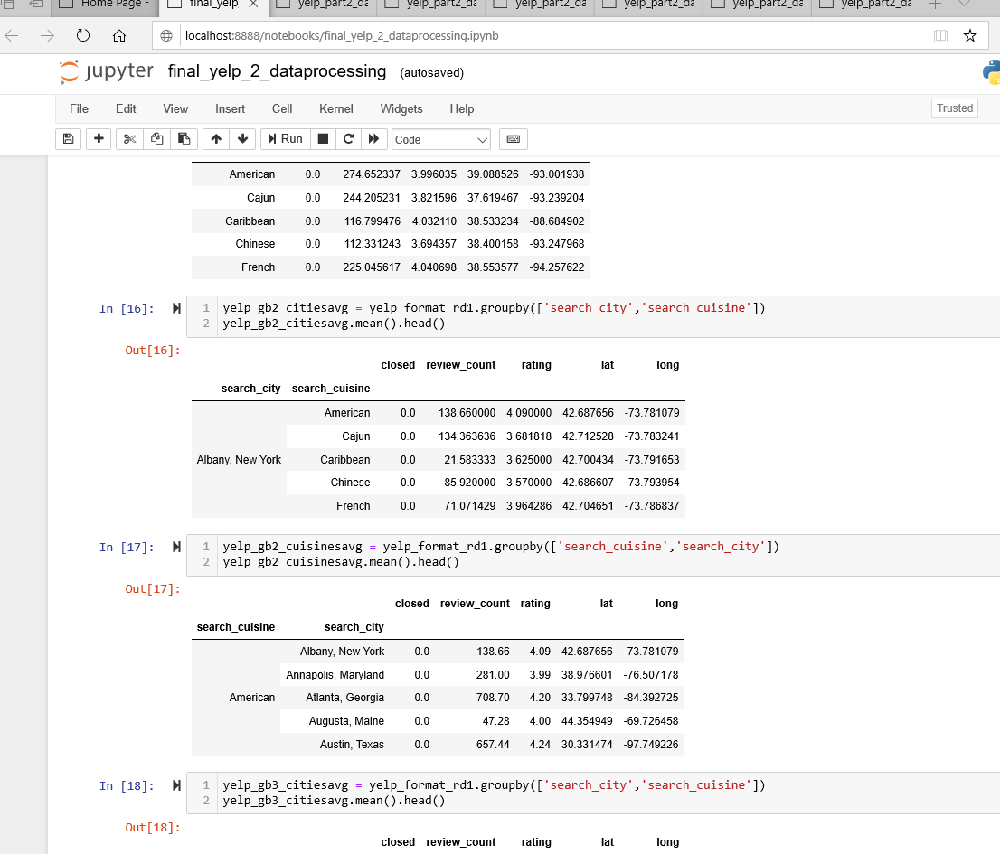 Home Page -
final_yelp
yelp_part2_da
yelp_part2_da
yelp_part2_da
yelp_part2_da
yelp_part2_da
yelp_part2_da
localhost:8888/notebooks/final_yelp_2_dataprocessing.ipynb
jupyter final_yelp_2_dataprocessing (autosaved)
File Edit View Insert Cell Kernel Widgets Help Trusted
Run Code
American 0.0 274.652337 3.996035 39.088526 -93.001938
Cajun 0.0 244.205231 3.821596 37.619467 -93.239204
Caribbean 0.0 116.799476 4.032110 38.533234 -88.684902
Chinese 0.0 112.331243 3.694357 38.400158 -93.247968
French 0.0 225.045617 4.040698 38.553577 -94.257622
In [16]: 1 yelp_gb2_citiesavg = yelp_format_rd1.groupby(['search_city','search_cuisine'])
2 yelp_gb2_citiesavg.mean().head()
Out[16]:
closed review_count rating lat long
search_city search_cuisine
American 0.0 138.660000 4.090000 42.687656 -73.781079
Cajun 0.0 134.363636 3.681818 42.712528 -73.783241
Albany, New York Caribbean 0.0 21.583333 3.625000 42.700434 -73.791653
Chinese 0.0 85.920000 3.570000 42.686607 -73.793954
French 0.0 71.071429 3.964286 42.704651 -73.786837
In [17]: 1 yelp_gb2_cuisinesavg = yelp_format_rd1.groupby(['search_cuisine','search_city'])
2 yelp_gb2_cuisinesavg.mean().head()
Out[17]:
closed review_count rating lat long
search_cuisine search_city
Albany, New York 0.0 138.66 4.09 42.687656 -73.781079
Annapolis, Maryland 0.0 281.00 3.99 38.976601 -76.507178
American Atlanta, Georgia 0.0 708.70 4.20 33.799748 -84.392725
Augusta, Maine 0.0 47.28 4.00 44.354949 -69.726458
Austin, Texas 0.0 657.44 4.24 30.331474 -97.749226
In [18]: 1 yelp_gb3_citiesavg = yelp_format_rd1.groupby(['search_city','search_cuisine'])
2 yelp_gb3_citiesavg.mean().head()
Out[18]:
closed review_count rating lat long